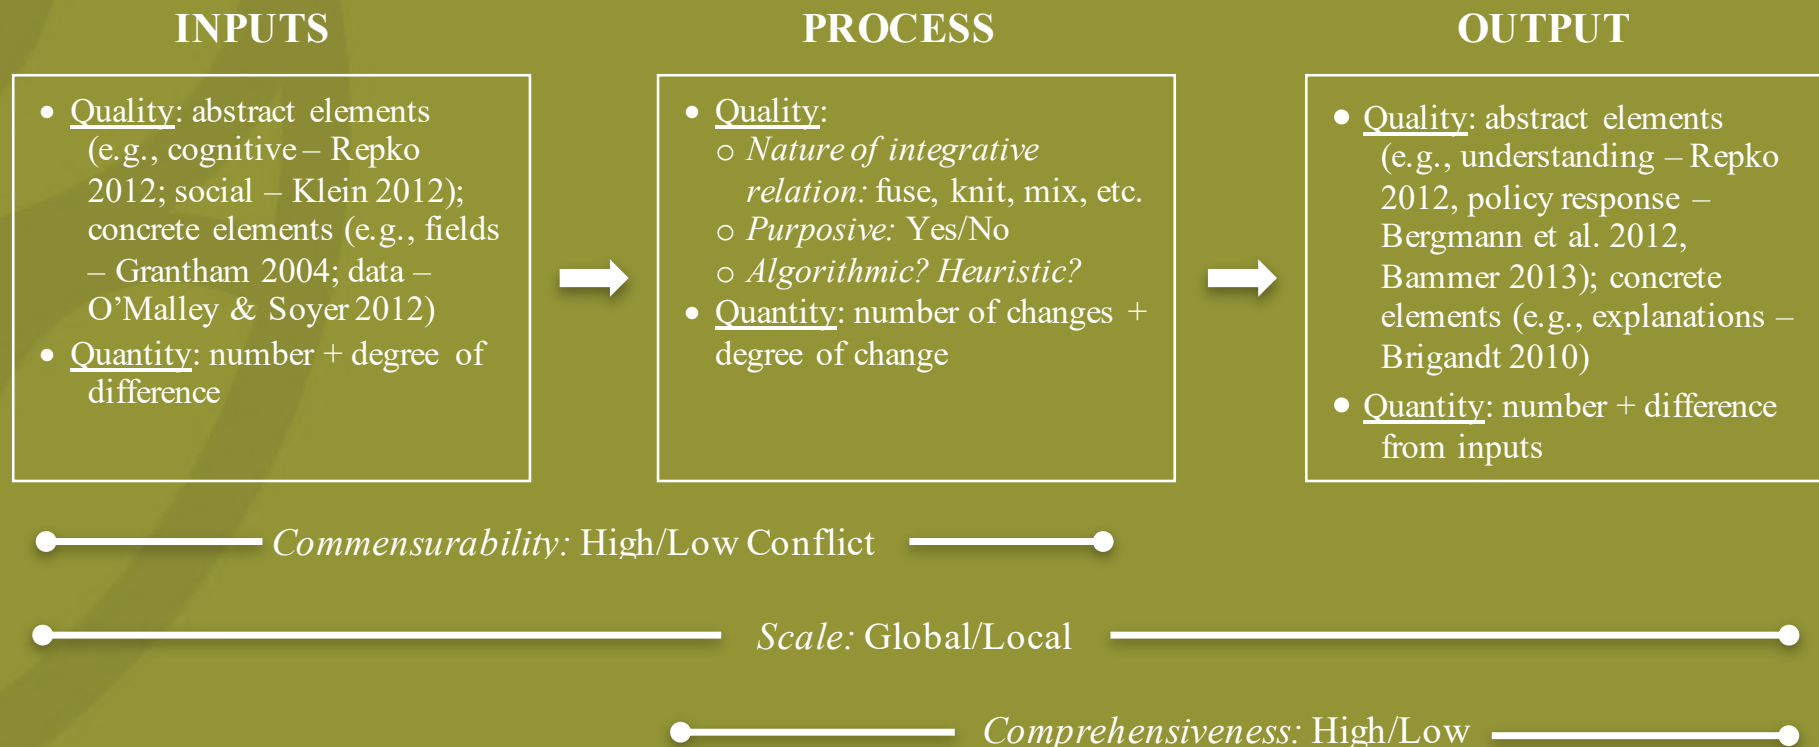 INPUTS
• Quality: abstract elements
(e.g., cognitive – Repko
2012; social – Klein 2012);
concrete elements (e.g., fields
– Grantham 2004; data –
O’Malley & Soyer 2012)
• Quantity: number + degree of
difference
PROCESS
• Quality:
o Nature of integrative
relation: fuse, knit, mix, etc.
o Purposive: Yes/No
o Algorithmic? Heuristic?
• Quantity: number of changes +
degree of change
OUTPUT
• Quality: abstract elements
(e.g., understanding – Repko
2012, policy response –
Bergmann et al. 2012,
Bammer 2013); concrete
elements (e.g., explanations –
Brigandt 2010)
• Quantity: number + difference
from inputs
Commensurability: High/Low Conflict
Scale: Global/Local
Comprehensiveness: High/Low